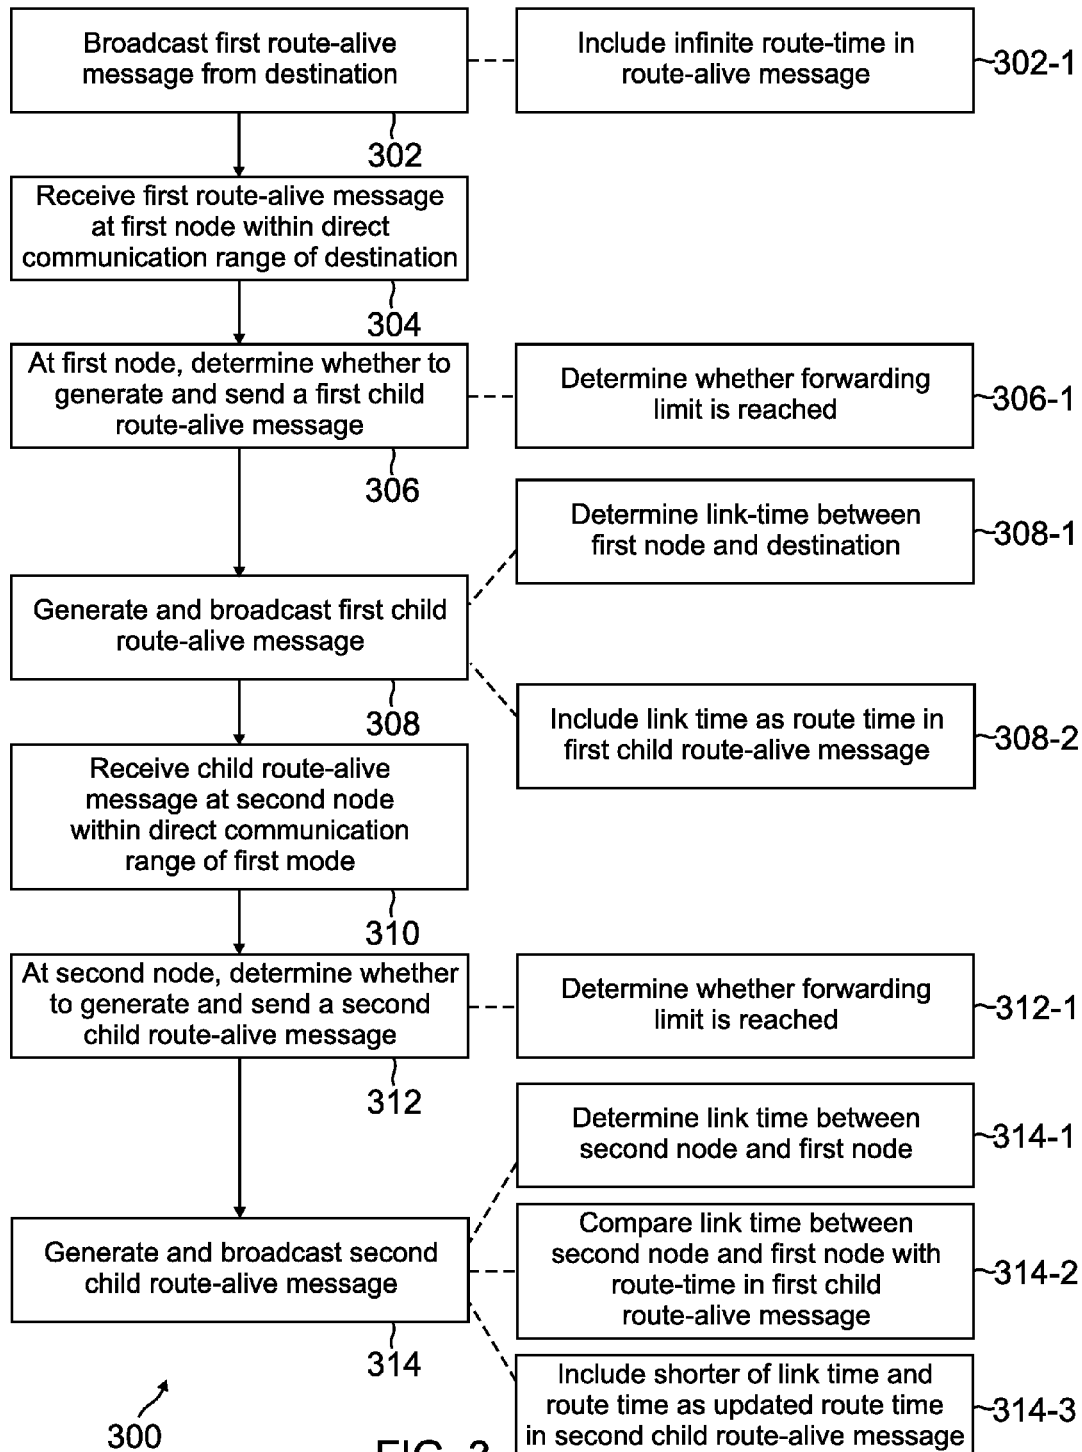 Broadcast first route-alive
message from destination
Include infinite route-time in
route-alive message
302-1
302
Receive first route-alive message
at first node within direct
communication range of destination
304
At first node, determine whether to
generate and send a first child
route-alive message
Determine whether forwarding
limit is reached
306-1
306
Determine link-time between
first node and destination
308-1
Generate and broadcast first child
route-alive message
308
Include link time as route time in
first child route-alive message
308-2
Receive child route-alive
message at second node
within direct communication
range of first mode
310
At second node, determine whether
to generate and send a second
child route-alive message
Determine whether forwarding
limit is reached
312-1
312
Determine link time between
second node and first node
314-1
Generate and broadcast second
child route-alive message
314
Compare link time between
second node and first node with
route-time in first child
route-alive message
314-2
Include shorter of link time and
route time as updated route time
in second child route-alive message
314-3
300
FIG. 3